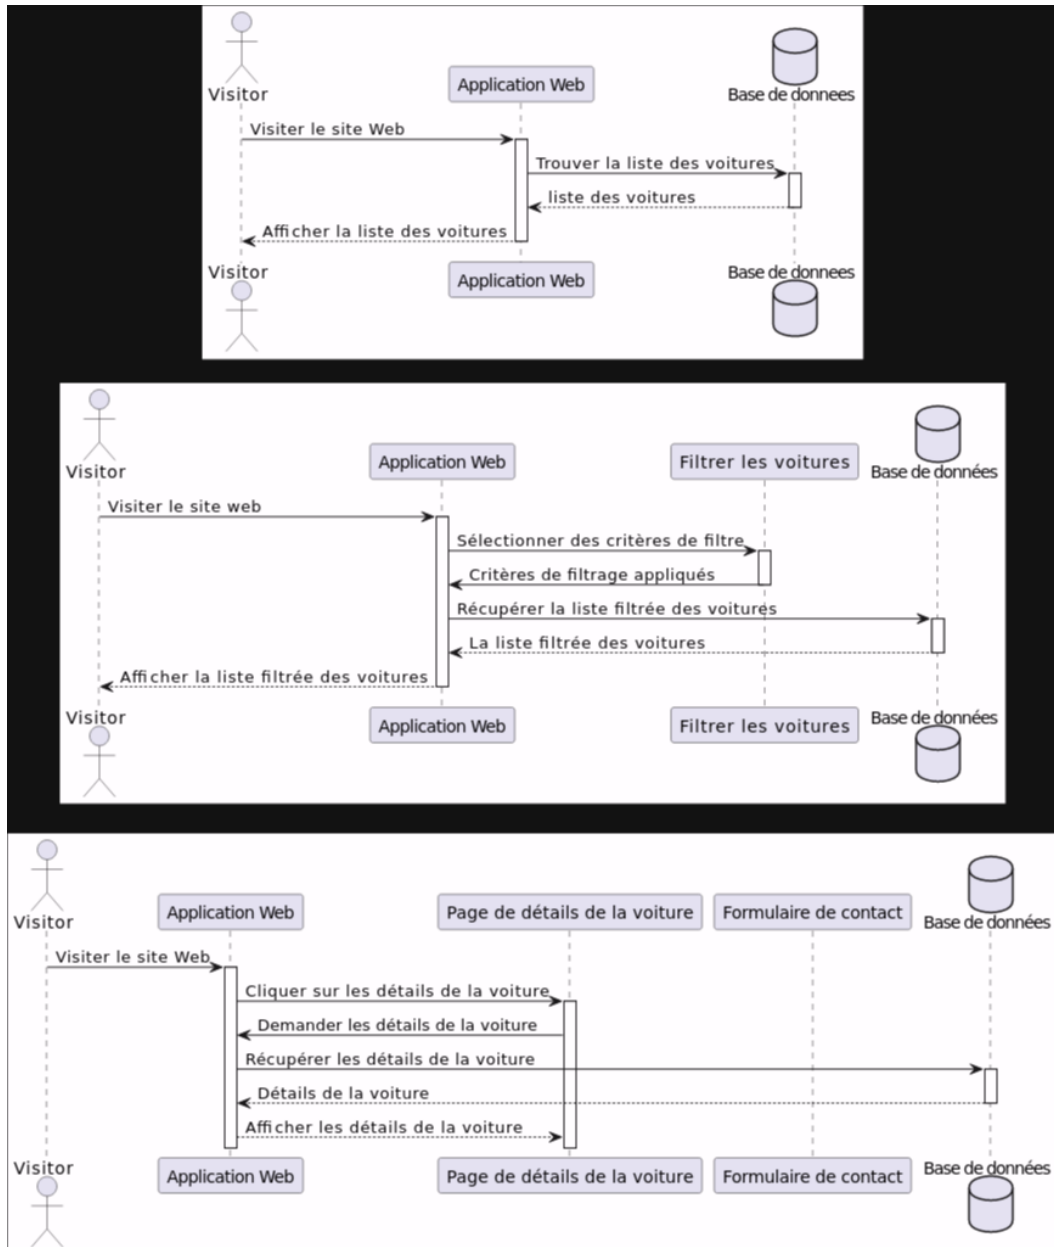 Visitor
Application Web
Base de donnees
Visiter le site Web
Trouver la liste des voitures
liste des voitures
Afficher la liste des voitures
Visitor
Application Web
Base de donnees
Visitor
Application Web
Filtrer les voitures
Base de données
Visiter le site web
Sélectionner des critères de filtre
Critères de filtrage appliqués
Récupérer la liste filtrée des voitures
La liste filtrée des voitures
Afficher la liste filtrée des voitures
Visitor
Application Web
Filtrer les voitures
Base de données
Visitor
Application Web
Page de détails de la voiture
Formulaire de contact
Base de données
Visiter le site Web
Cliquer sur les détails de la voiture
Demander les détails de la voiture
Récupérer les détails de la voiture
Détails de la voiture
Afficher les détails de la voiture
Visitor
Application Web
Page de détails de la voiture
Formulaire de contact
Base de données